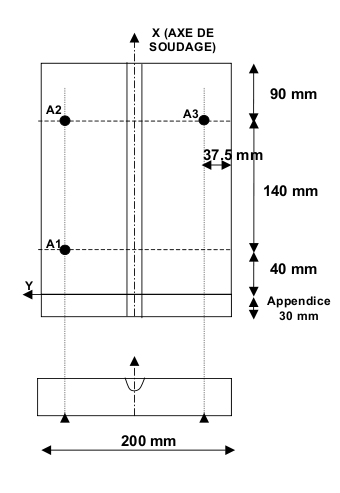 X (AXE DE
SOUDAGE)
90 mm
A2
A3
37.5 mm
140 mm
A1
40 mm
Y
Appendice
30 mm
200 mm